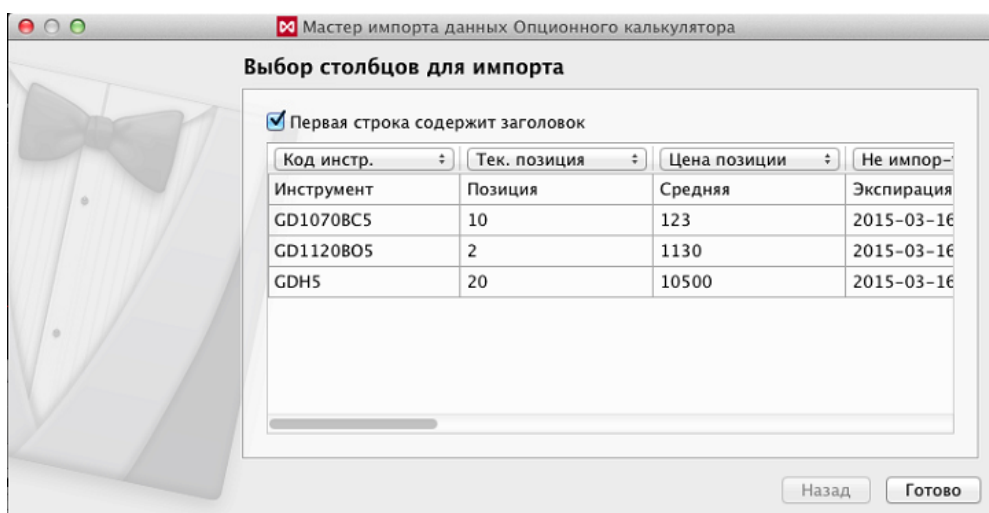 Мастер импорта данных Опционного калькулятора
Выбор столбцов для импорта
Первая строка содержит заголовок
Код инстр. Тек. позиция Цена позиции Не импор-
Инструмент Позиция Средняя Экспирация
GD1070BC5 10 123 2015-03-16
GD1120BO5 2 1130 2015-03-16
GDH5 20 10500 2015-03-16
Назад Готово